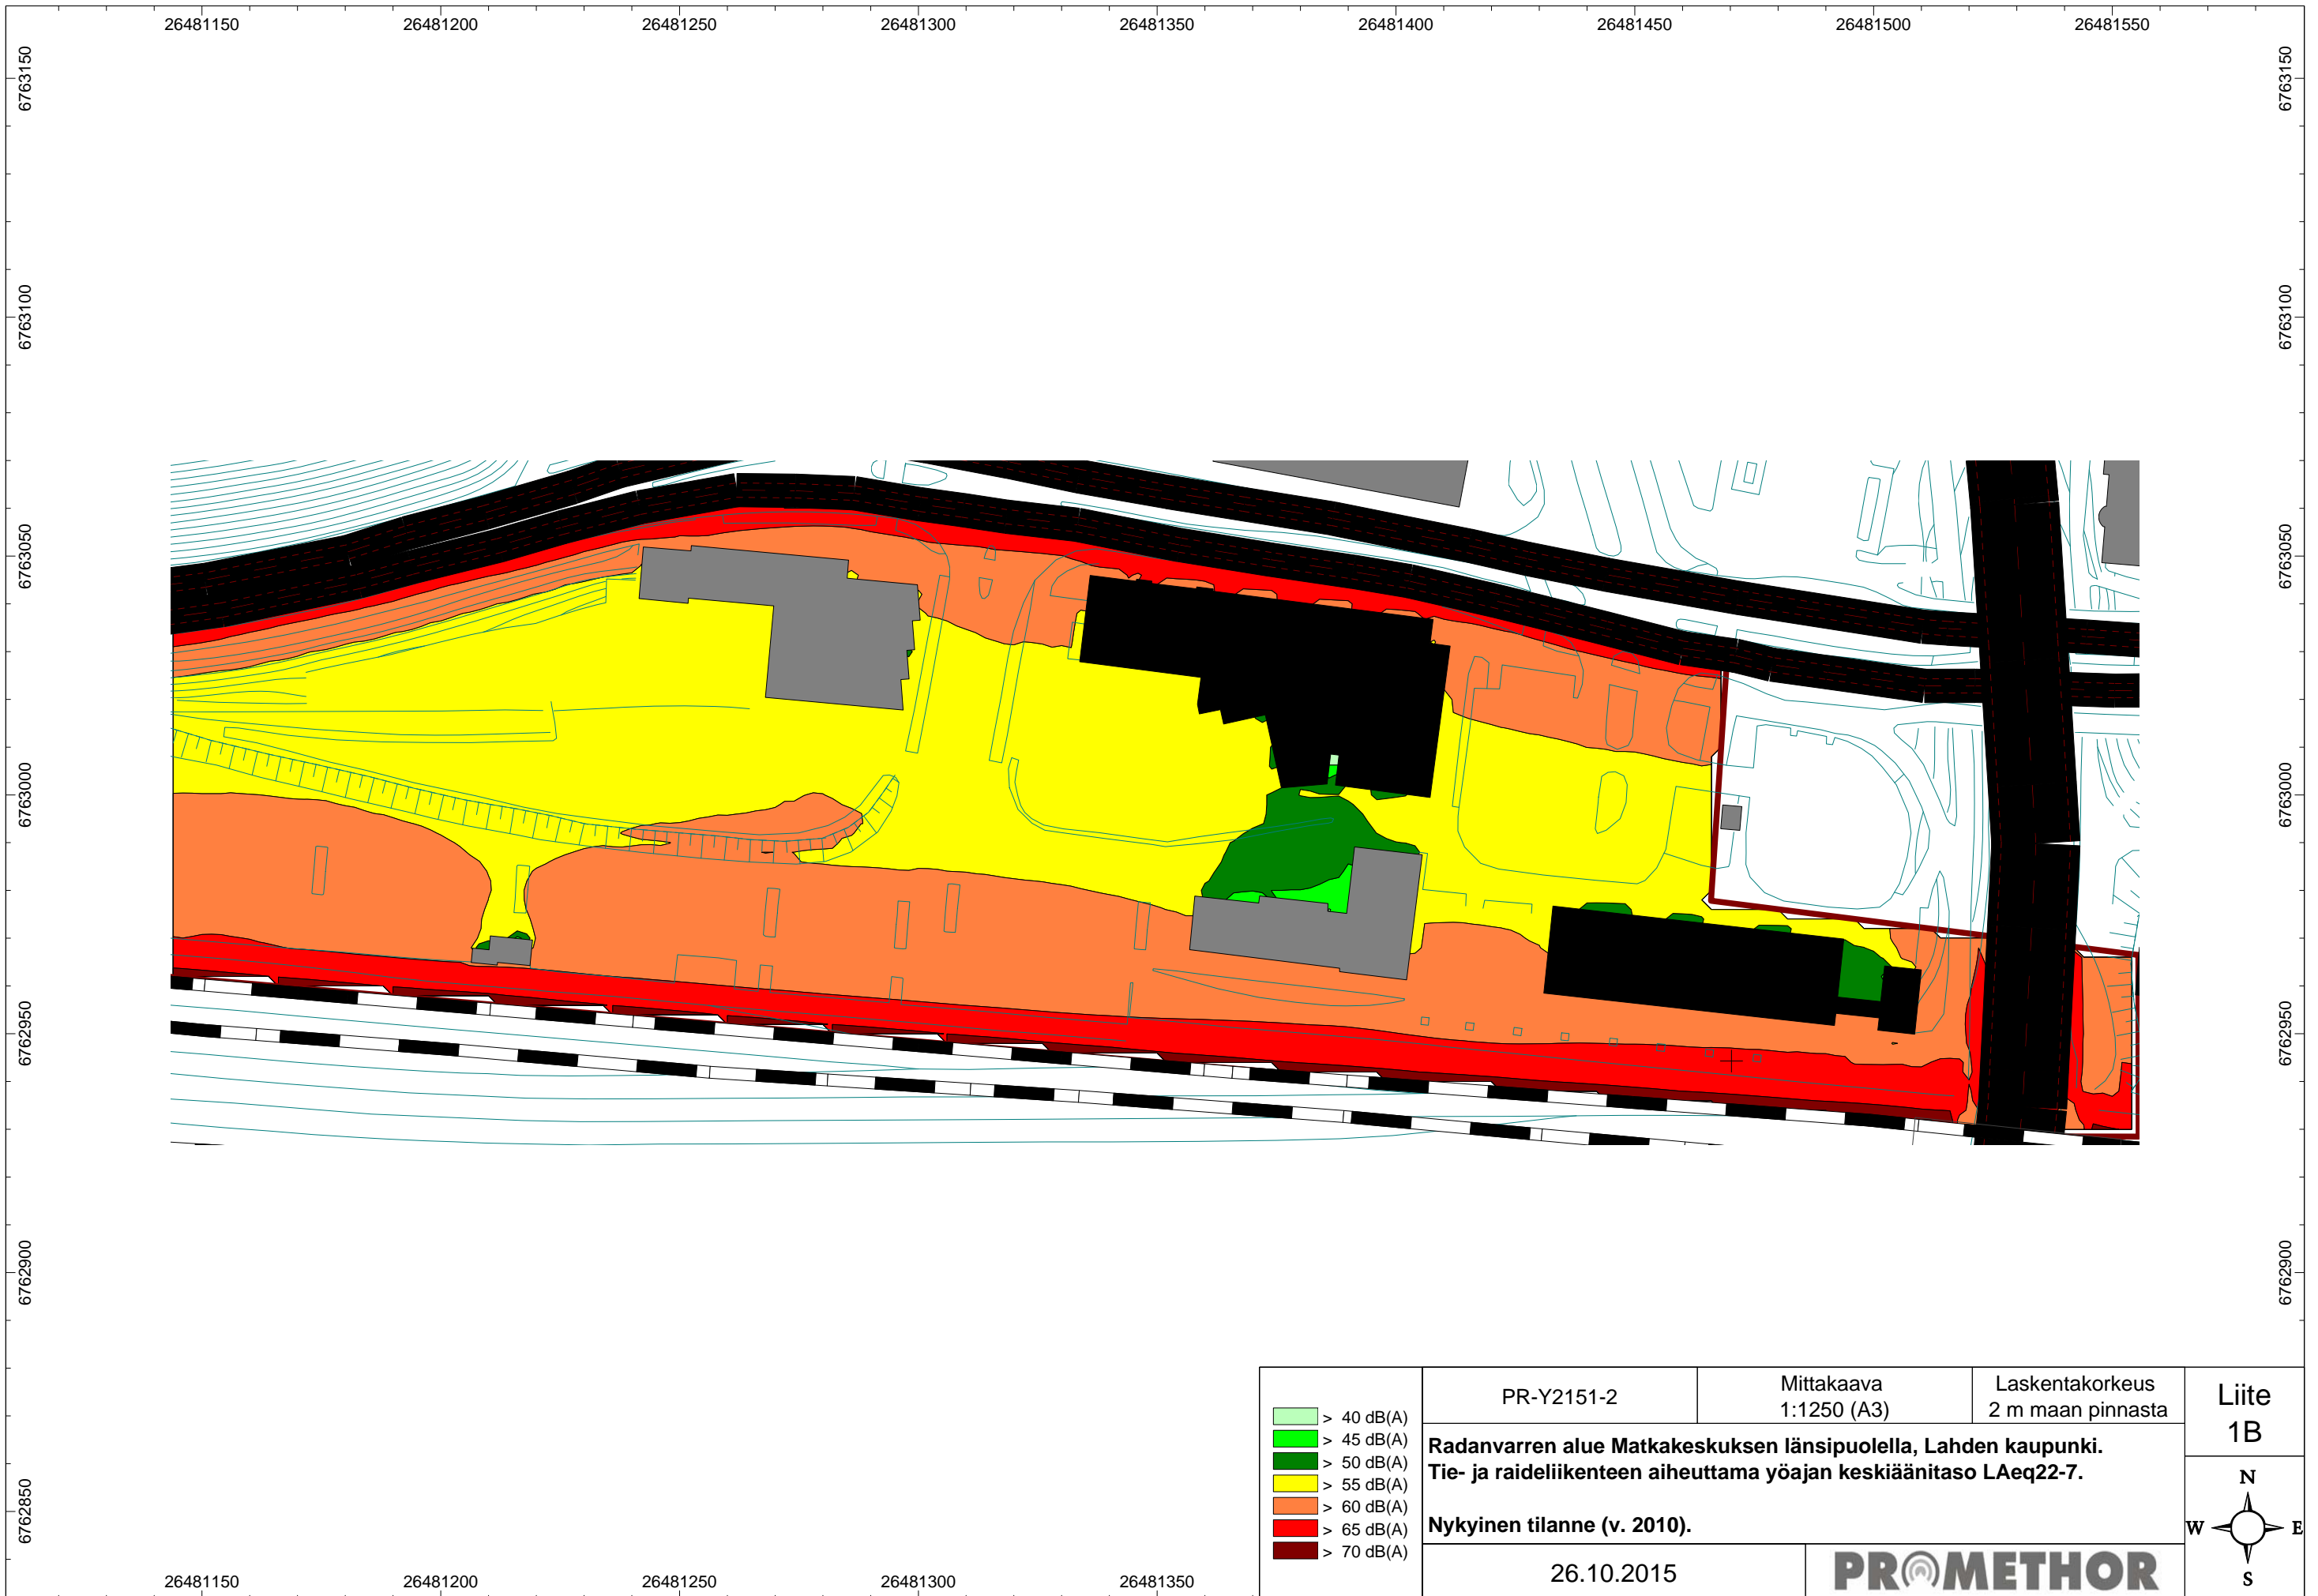 26481150 26481200 26481250 26481300 26481350 26481400 26481450 26481500 26481550
6763150 6763150
6763100 6763100
6763050 6763050
6763000 6763000
6762950 6762950
6762900 6762900
6762850 6762850
> 40 dB(A)
> 45 dB(A)
> 50 dB(A)
> 55 dB(A)
> 60 dB(A)
> 65 dB(A)
> 70 dB(A)
PR-Y2151-2
Mittakaava
1:1250 (A3)
Laskentakorkeus
2 m maan pinnasta
Liite
1B
Radanvarren alue Matkakeskuksen länsipuolella, Lahden kaupunki.
Tie- ja raideliikenteen aiheuttama yöajan keskiäänitaso LAeq22-7.
Nykyinen tilanne (v. 2010).
26.10.2015
PROMETHOR
N
W E
S
26481150 26481200 26481250 26481300 26481350